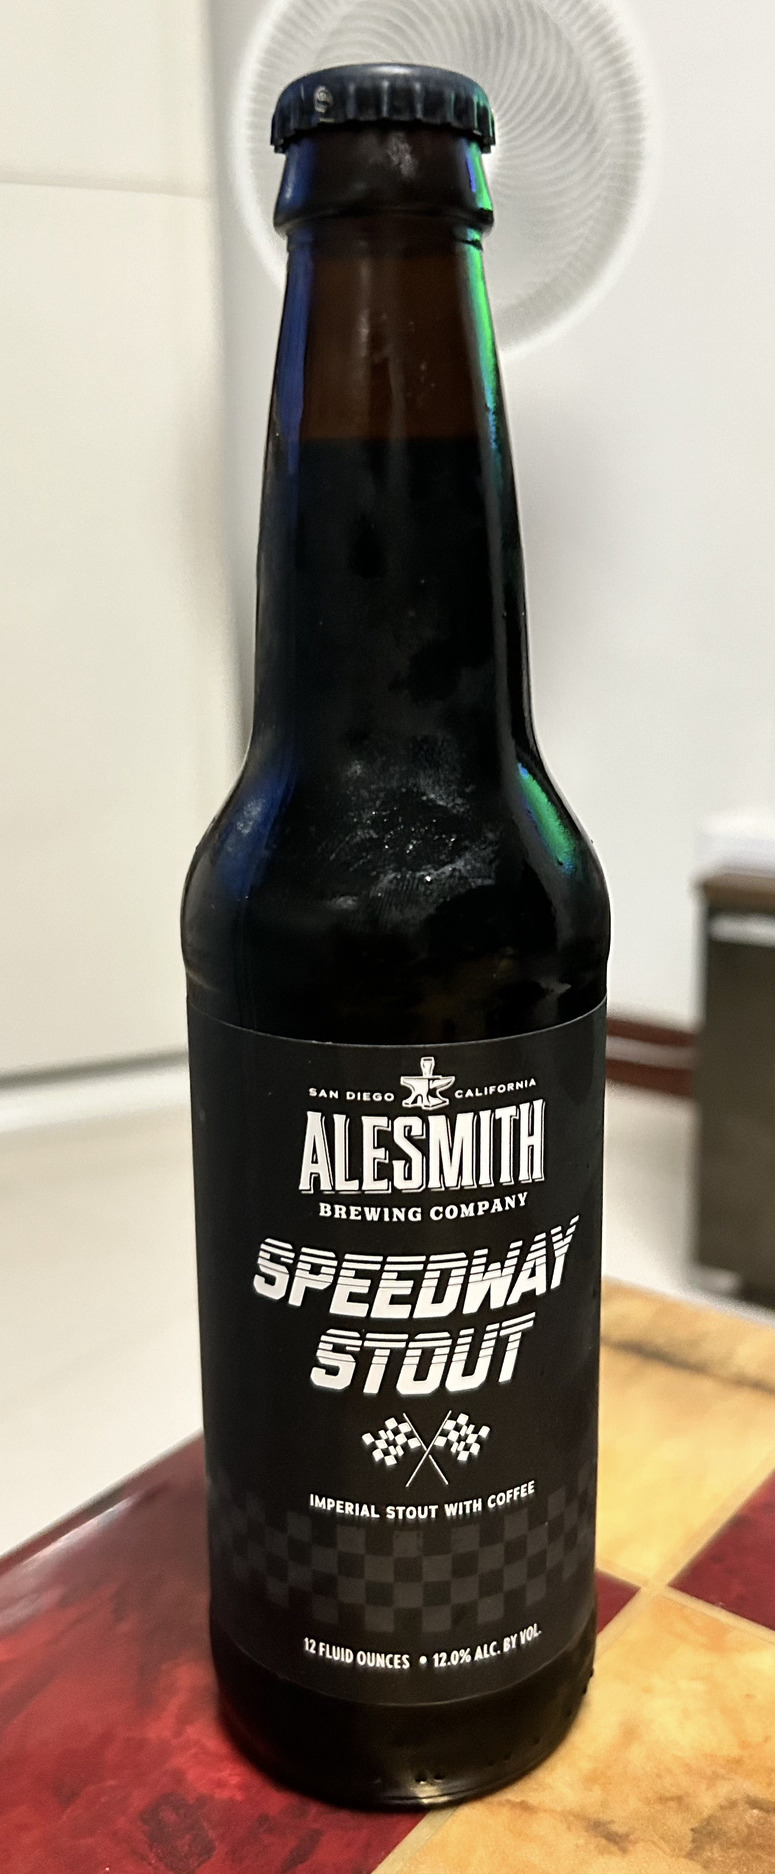 SAN DIEGO CALIFORNIA
ALESMITH
BREWING COMPANY
SPEEDWAY
STOUT
IMPERIAL STOUT WITH COFFEE
12 FLUID OUNCES • 12.0% ALC. BY VOL.